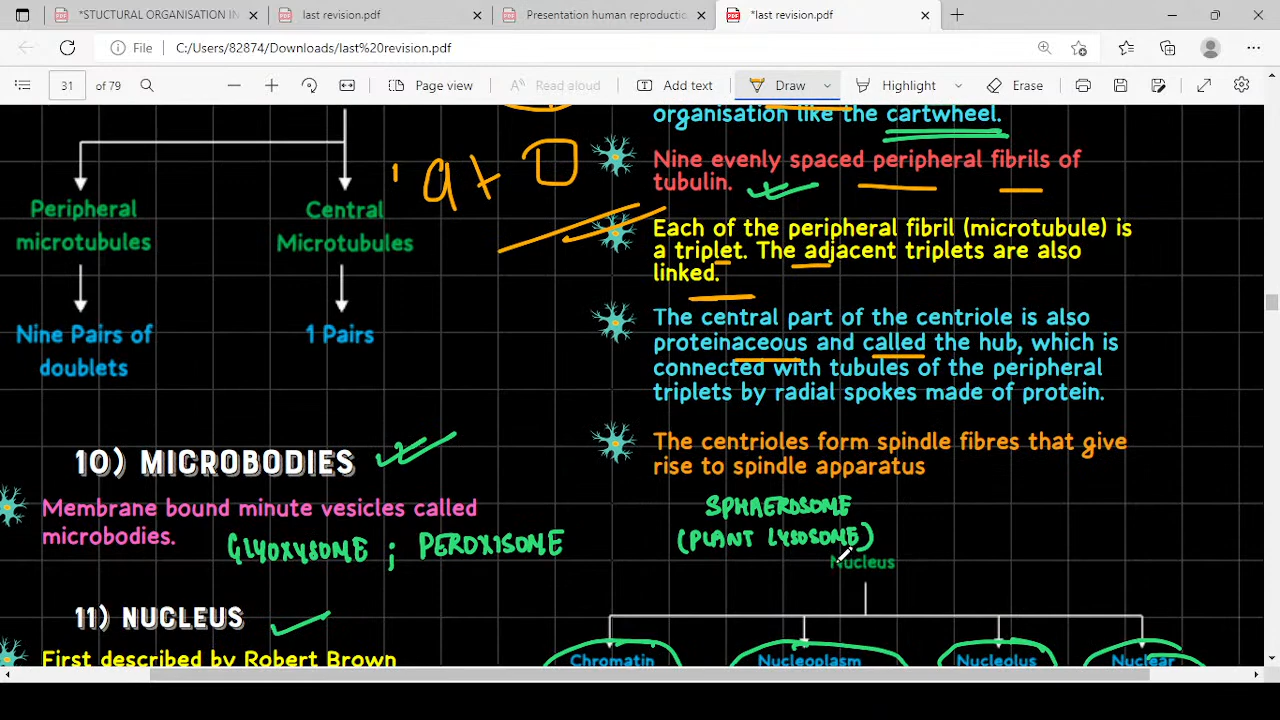 *STUCTURAL ORGANISATION IN
last revision.pdf
Presentation human reproductio
*last revision.pdf
File
C:/Users/82874/Downloads/last%20revision.pdf
31 of 79
Page view
Read aloud
Add text
Draw
Highlight
Erase
Peripheral
microtubules
Central
Microtubules
Nine Pairs of
doublets
1 Pairs
9+0
10) MICROBODIES
Membrane bound minute vesicles called
microbodies.
GLYOXYSOME ; PEROXISOME
11) NUCLEUS
First described by Robert Brown
organisation like the cartwheel.
Nine evenly spaced peripheral fibrils of
tubulin.
Each of the peripheral fibril (microtubule) is
a triplet. The adjacent triplets are also
linked.
The central part of the centriole is also
proteinaceous and called the hub, which is
connected with tubules of the peripheral
triplets by radial spokes made of protein.
The centrioles form spindle fibres that give
rise to spindle apparatus
SPHAEROSOME
(PLANT LYSOSOME)
Nucleus
Chromatin
Nucleoplasm
Nucleolus
Nuclear